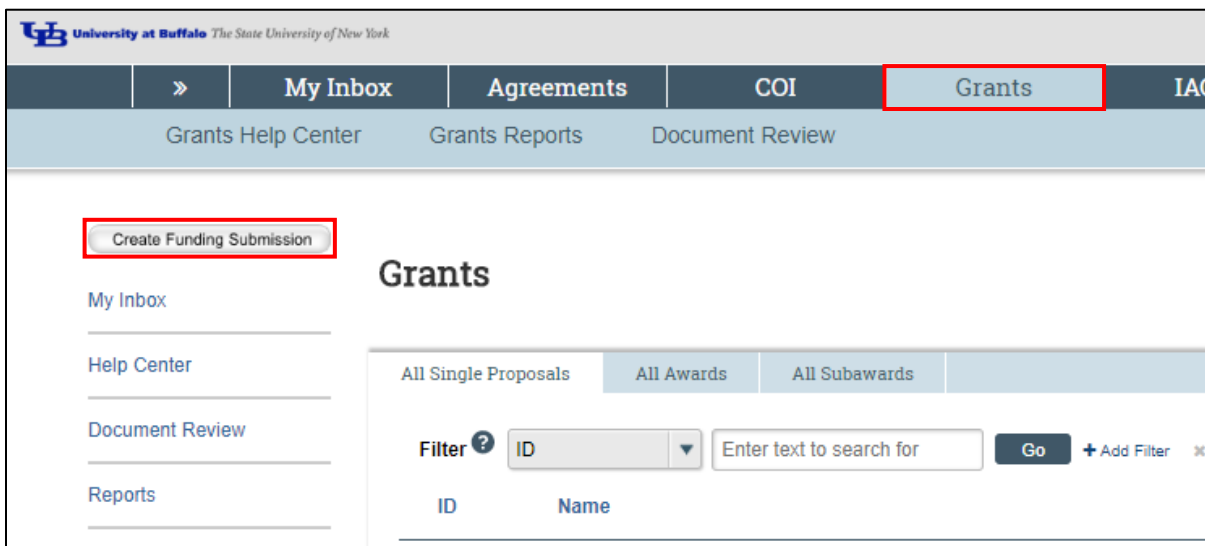 UB University at Buffalo The State University of New York
» My Inbox Agreements COI Grants
Grants Help Center Grants Reports Document Review
Create Funding Submission
Grants
My Inbox
Help Center
All Single Proposals All Awards All Subawards
Document Review
Filter ? ID Enter text to search for Go + Add Filter
Reports
ID Name